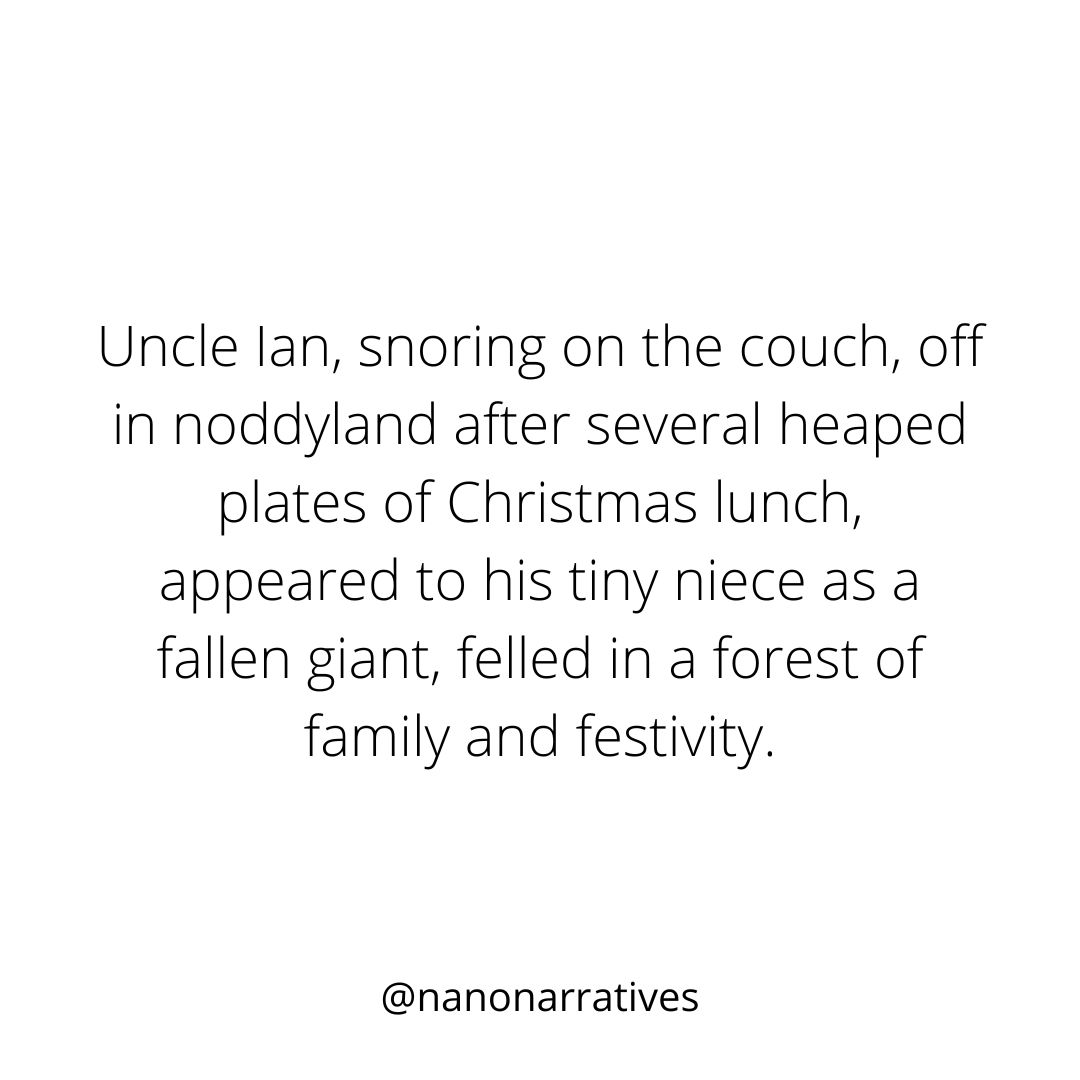 Uncle Ian, snoring on the couch, off
in noddyland after several heaped
plates of Christmas lunch,
appeared to his tiny niece as a
fallen giant, felled in a forest of
family and festivity.
@nanonarratives